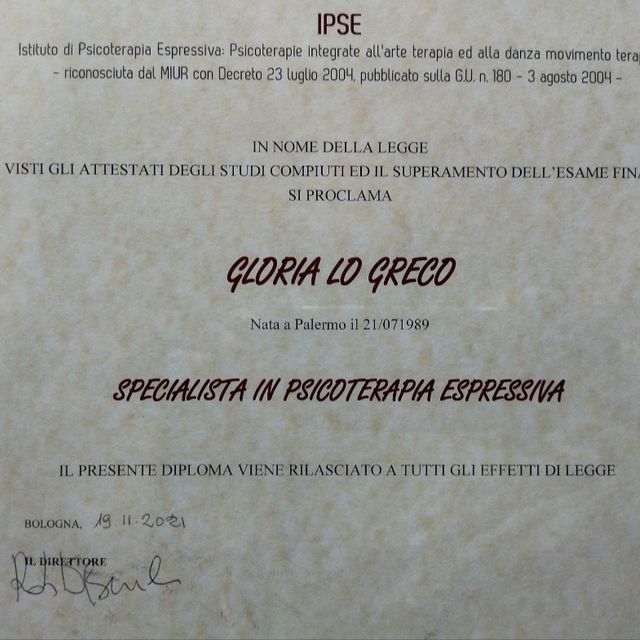 IPSE
Istituto di Psicoterapia Espressiva: Psicoterapie integrate all'arte terapia ed alla danza movimento terap
- riconosciuta dal MIUR con Decreto 23 luglio 2004, pubblicato sulla G.U. n. 180 - 3 agosto 2004 -
IN NOME DELLA LEGGE
VISTI GLI ATTESTATI DEGLI STUDI COMPIUTI ED IL SUPERAMENTO DELL'ESAME FINA
SI PROCLAMA
GLORIA LO GRECO
Nata a Palermo il 21/071989
SPECIALISTA IN PSICOTERAPIA ESPRESSIVA
IL PRESENTE DIPLOMA VIENE RILASCIATO A TUTTI GLI EFFETTI DI LEGGE
BOLOGNA, 19 11.2021
IL DIRETTORE